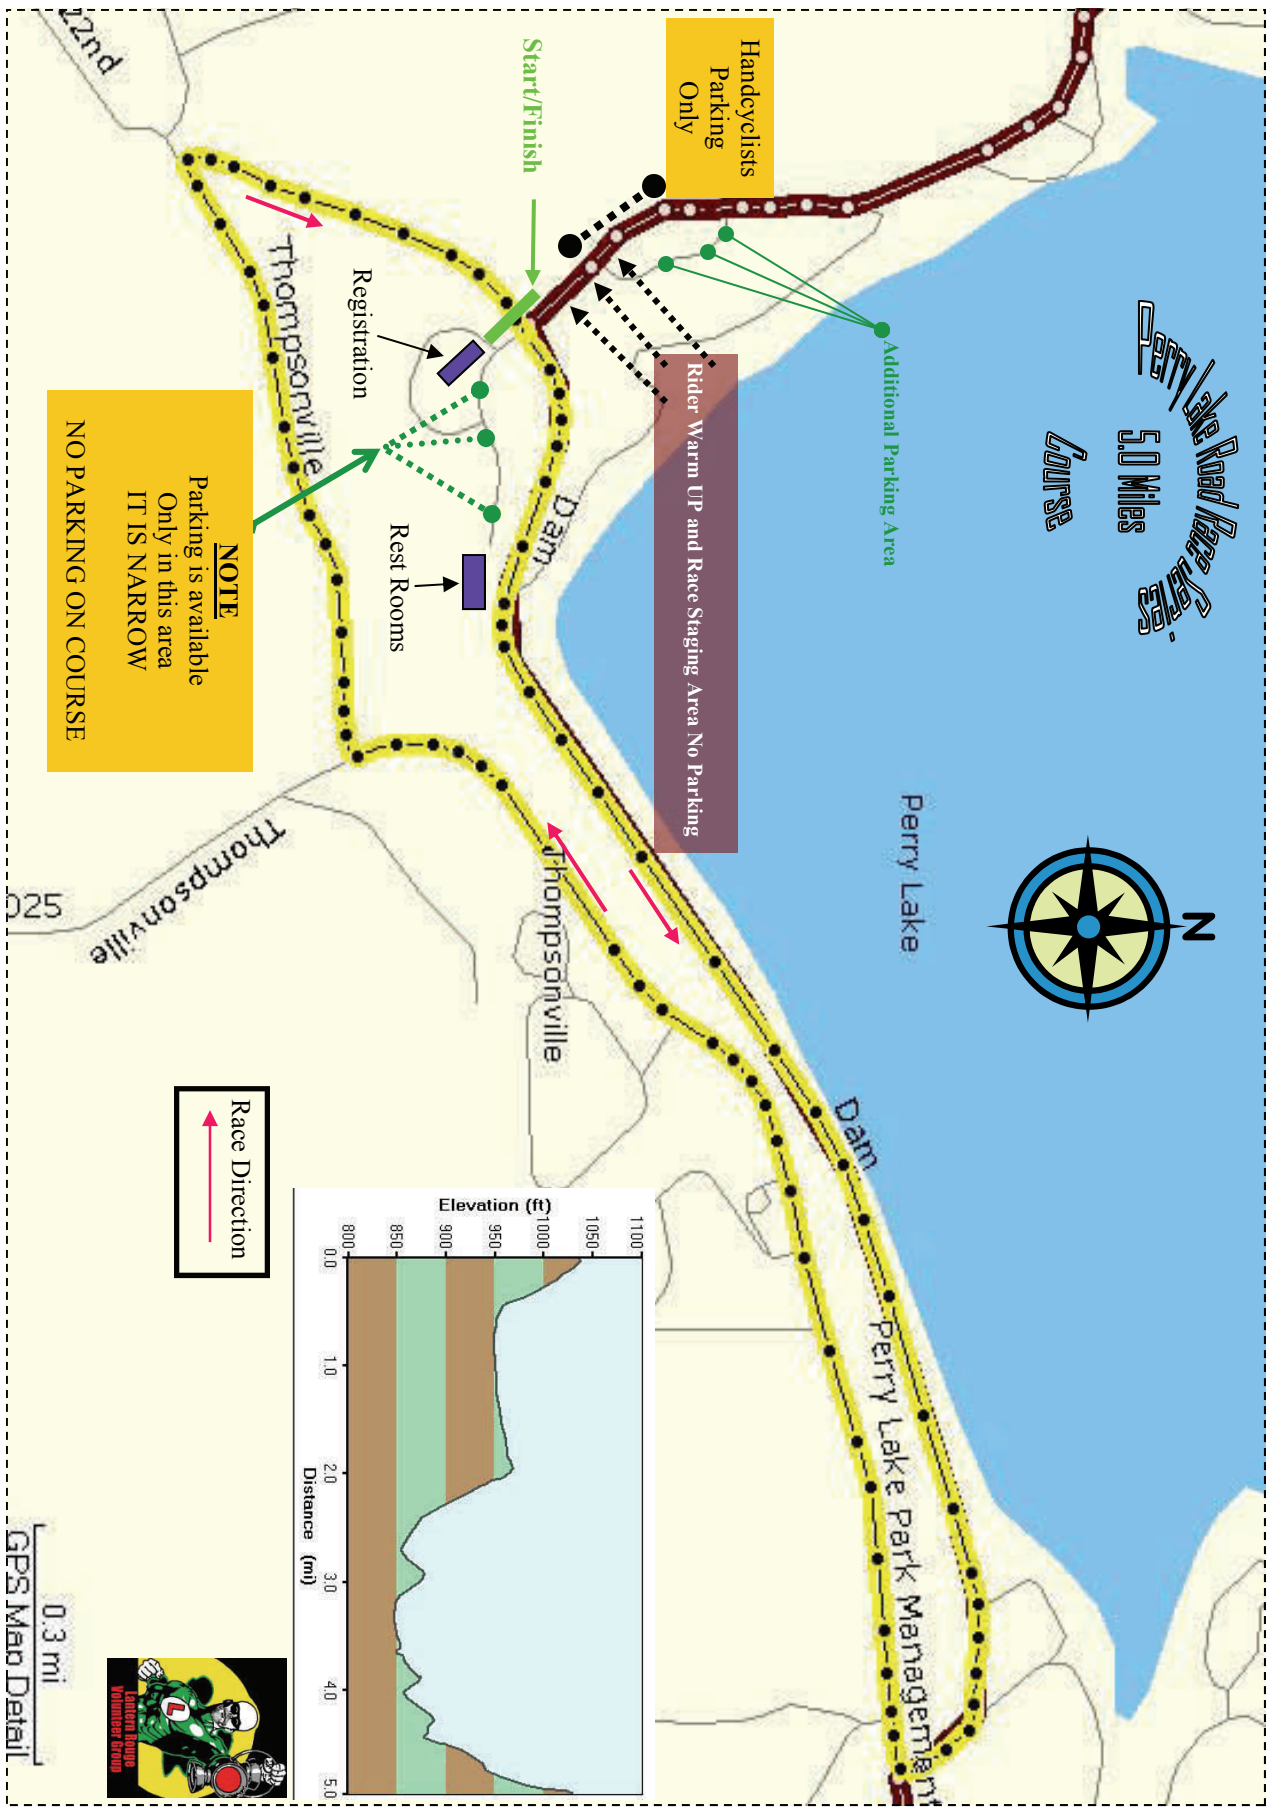 Perry Lake Road Race Series
5.0 Miles
Course
N
Perry Lake
Handcyclists
Parking
Only
Start/Finish
Additional Parking Area
Rider Warm UP and Race Staging Area No Parking
22nd
Thompsonville
Registration
Dam
Rest Rooms
NOTE
Parking is available
Only in this area
IT IS NARROW
NO PARKING ON COURSE
Thompsonville
Thompsonville
025
Dam
Perry Lake Park Management
Race Direction
Elevation (ft)
1100
1050
1000
950
900
850
800
0.0
1.0
2.0
3.0
4.0
5.0
Distance (mi)
0.3 mi
GPS Map Detail
L
Lantern Rouge
Volunteer Group